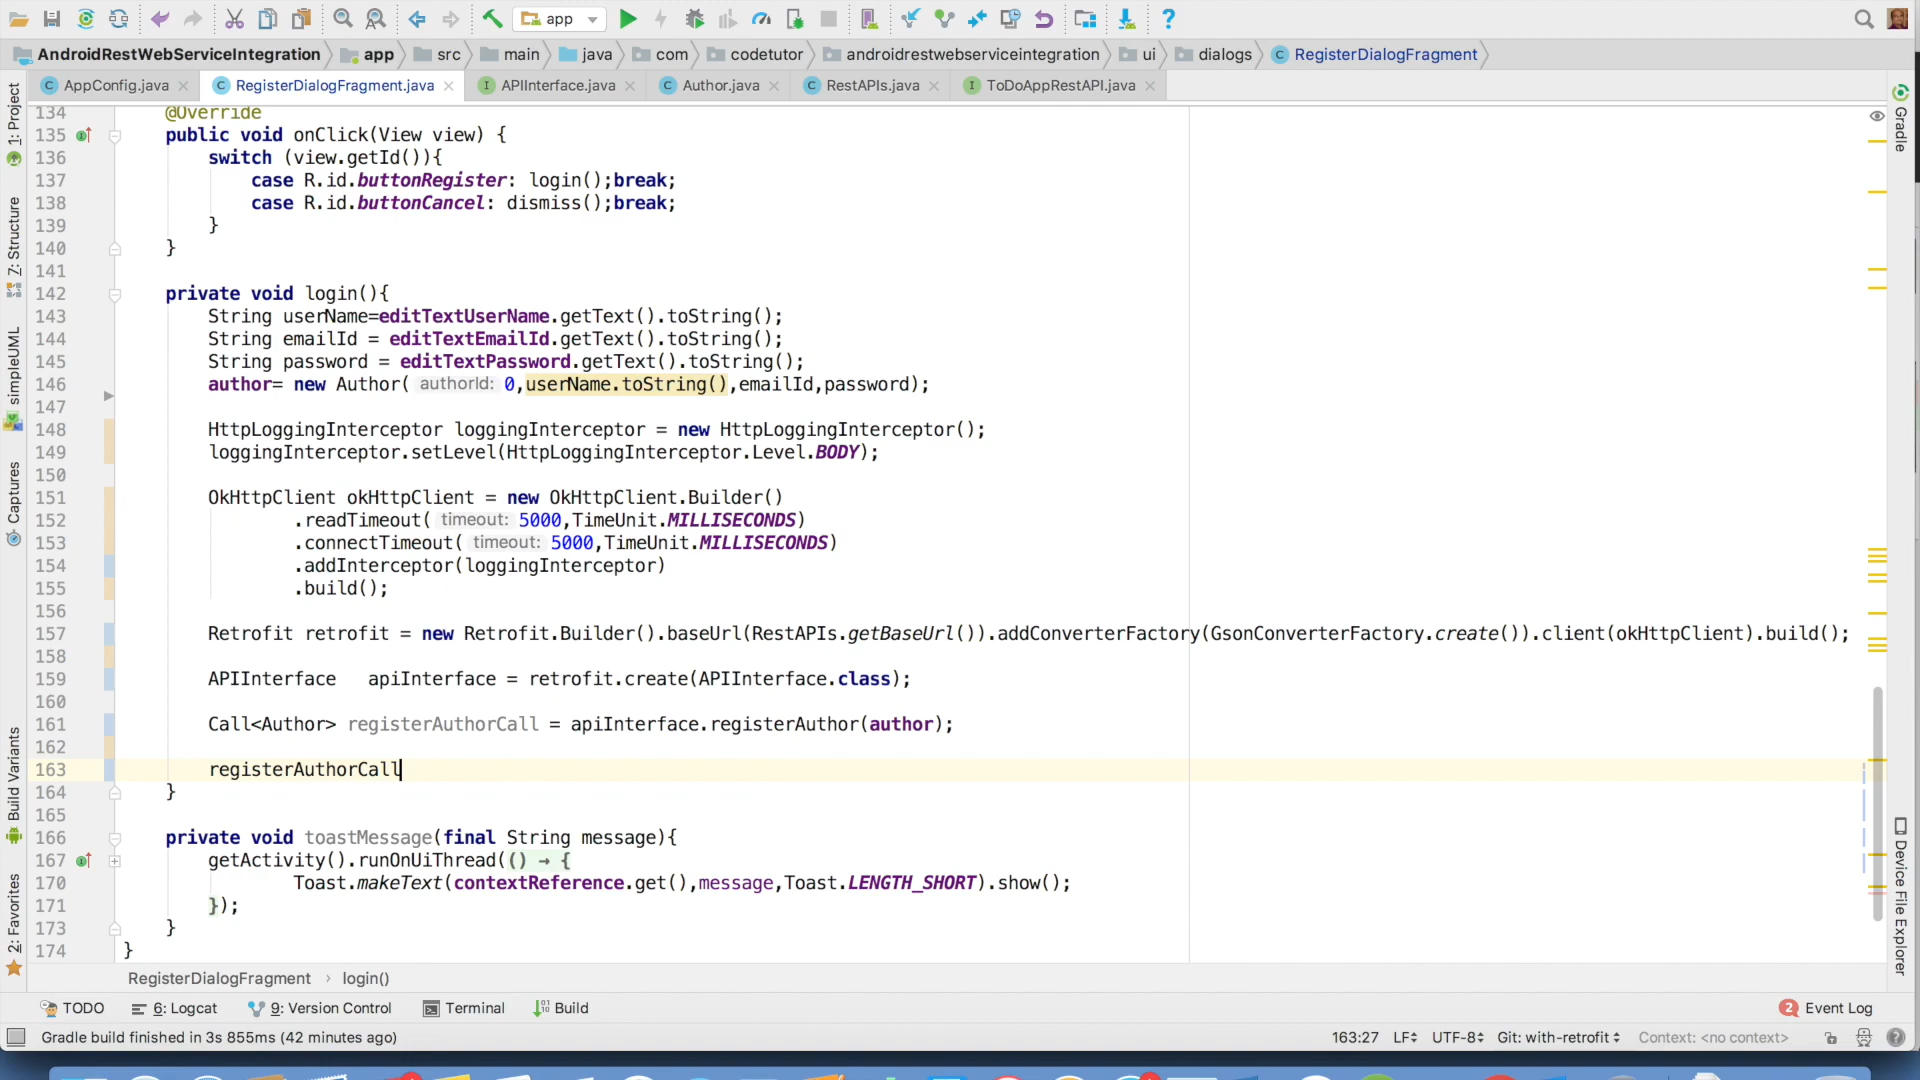 app
AndroidRestWebServiceIntegration app src main java com codetutor androidrestwebserviceintegration ui dialogs RegisterDialogFragment
AppConfig.java RegisterDialogFragment.java APIInterface.java Author.java RestAPIs.java ToDoAppRestAPI.java
1: Project
7: Structure
simpleUML
Captures
Build Variants
2: Favorites
134 @Override
135 public void onClick(View view) {
136 switch (view.getId()){
137 case R.id.buttonRegister: login();break;
138 case R.id.buttonCancel: dismiss();break;
139 }
140 }
141
142 private void login(){
143 String userName=editTextUserName.getText().toString();
144 String emailId = editTextEmailId.getText().toString();
145 String password = editTextPassword.getText().toString();
146 author= new Author( authorId: 0,userName.toString(),emailId,password);
147
148 HttpLoggingInterceptor loggingInterceptor = new HttpLoggingInterceptor();
149 loggingInterceptor.setLevel(HttpLoggingInterceptor.Level.BODY);
150
151 OkHttpClient okHttpClient = new OkHttpClient.Builder()
152 .readTimeout( timeout: 5000,TimeUnit.MILLISECONDS)
153 .connectTimeout( timeout: 5000,TimeUnit.MILLISECONDS)
154 .addInterceptor(loggingInterceptor)
155 .build();
156
157 Retrofit retrofit = new Retrofit.Builder().baseUrl(RestAPIs.getBaseUrl()).addConverterFactory(GsonConverterFactory.create()).client(okHttpClient).build();
158
159 APIInterface apiInterface = retrofit.create(APIInterface.class);
160
161 Call<Author> registerAuthorCall = apiInterface.registerAuthor(author);
162
163 registerAuthorCall
164 }
165
166 private void toastMessage(final String message){
167 getActivity().runOnUiThread(() → {
170 Toast.makeText(contextReference.get(),message,Toast.LENGTH_SHORT).show();
171 });
173 }
174 }
Gradle
Device File Explorer
RegisterDialogFragment › login()
TODO 6: Logcat 9: Version Control Terminal Build 2 Event Log
Gradle build finished in 3s 855ms (42 minutes ago) 163:27 LF UTF-8 Git: with-retrofit Context: <no context>